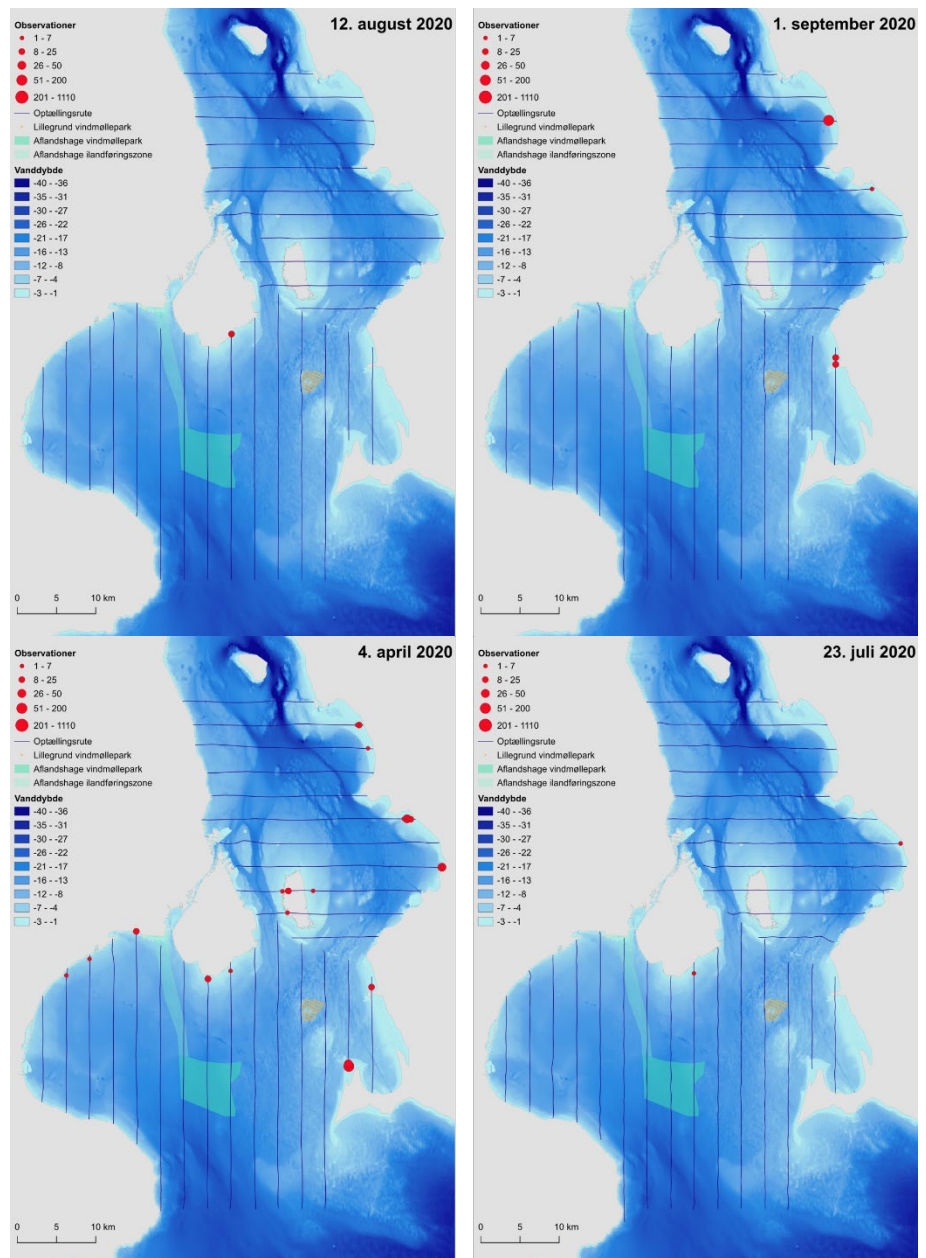 12. august 2020
Observationer
1 - 7
8 - 25
26 - 50
51 - 200
201 - 1110
Optællingsrute
Lillegrund vindmøllepark
Aflandshage vindmøllepark
Aflandshage ilandføringszone
Vanddybde
-40 - -36
-35 - -31
-30 - -27
-26 - -22
-21 - -17
-16 - -13
-12 - -8
-7 - -4
-3 - -1
0 5 10 km
1. september 2020
Observationer
1 - 7
8 - 25
26 - 50
51 - 200
201 - 1110
Optællingsrute
Lillegrund vindmøllepark
Aflandshage vindmøllepark
Aflandshage ilandføringszone
Vanddybde
-40 - -36
-35 - -31
-30 - -27
-26 - -22
-21 - -17
-16 - -13
-12 - -8
-7 - -4
-3 - -1
0 5 10 km
4. april 2020
Observationer
1 - 7
8 - 25
26 - 50
51 - 200
201 - 1110
Optællingsrute
Lillegrund vindmøllepark
Aflandshage vindmøllepark
Aflandshage ilandføringszone
Vanddybde
-40 - -36
-35 - -31
-30 - -27
-26 - -22
-21 - -17
-16 - -13
-12 - -8
-7 - -4
-3 - -1
0 5 10 km
23. juli 2020
Observationer
1 - 7
8 - 25
26 - 50
51 - 200
201 - 1110
Optællingsrute
Lillegrund vindmøllepark
Aflandshage vindmøllepark
Aflandshage ilandføringszone
Vanddybde
-40 - -36
-35 - -31
-30 - -27
-26 - -22
-21 - -17
-16 - -13
-12 - -8
-7 - -4
-3 - -1
0 5 10 km